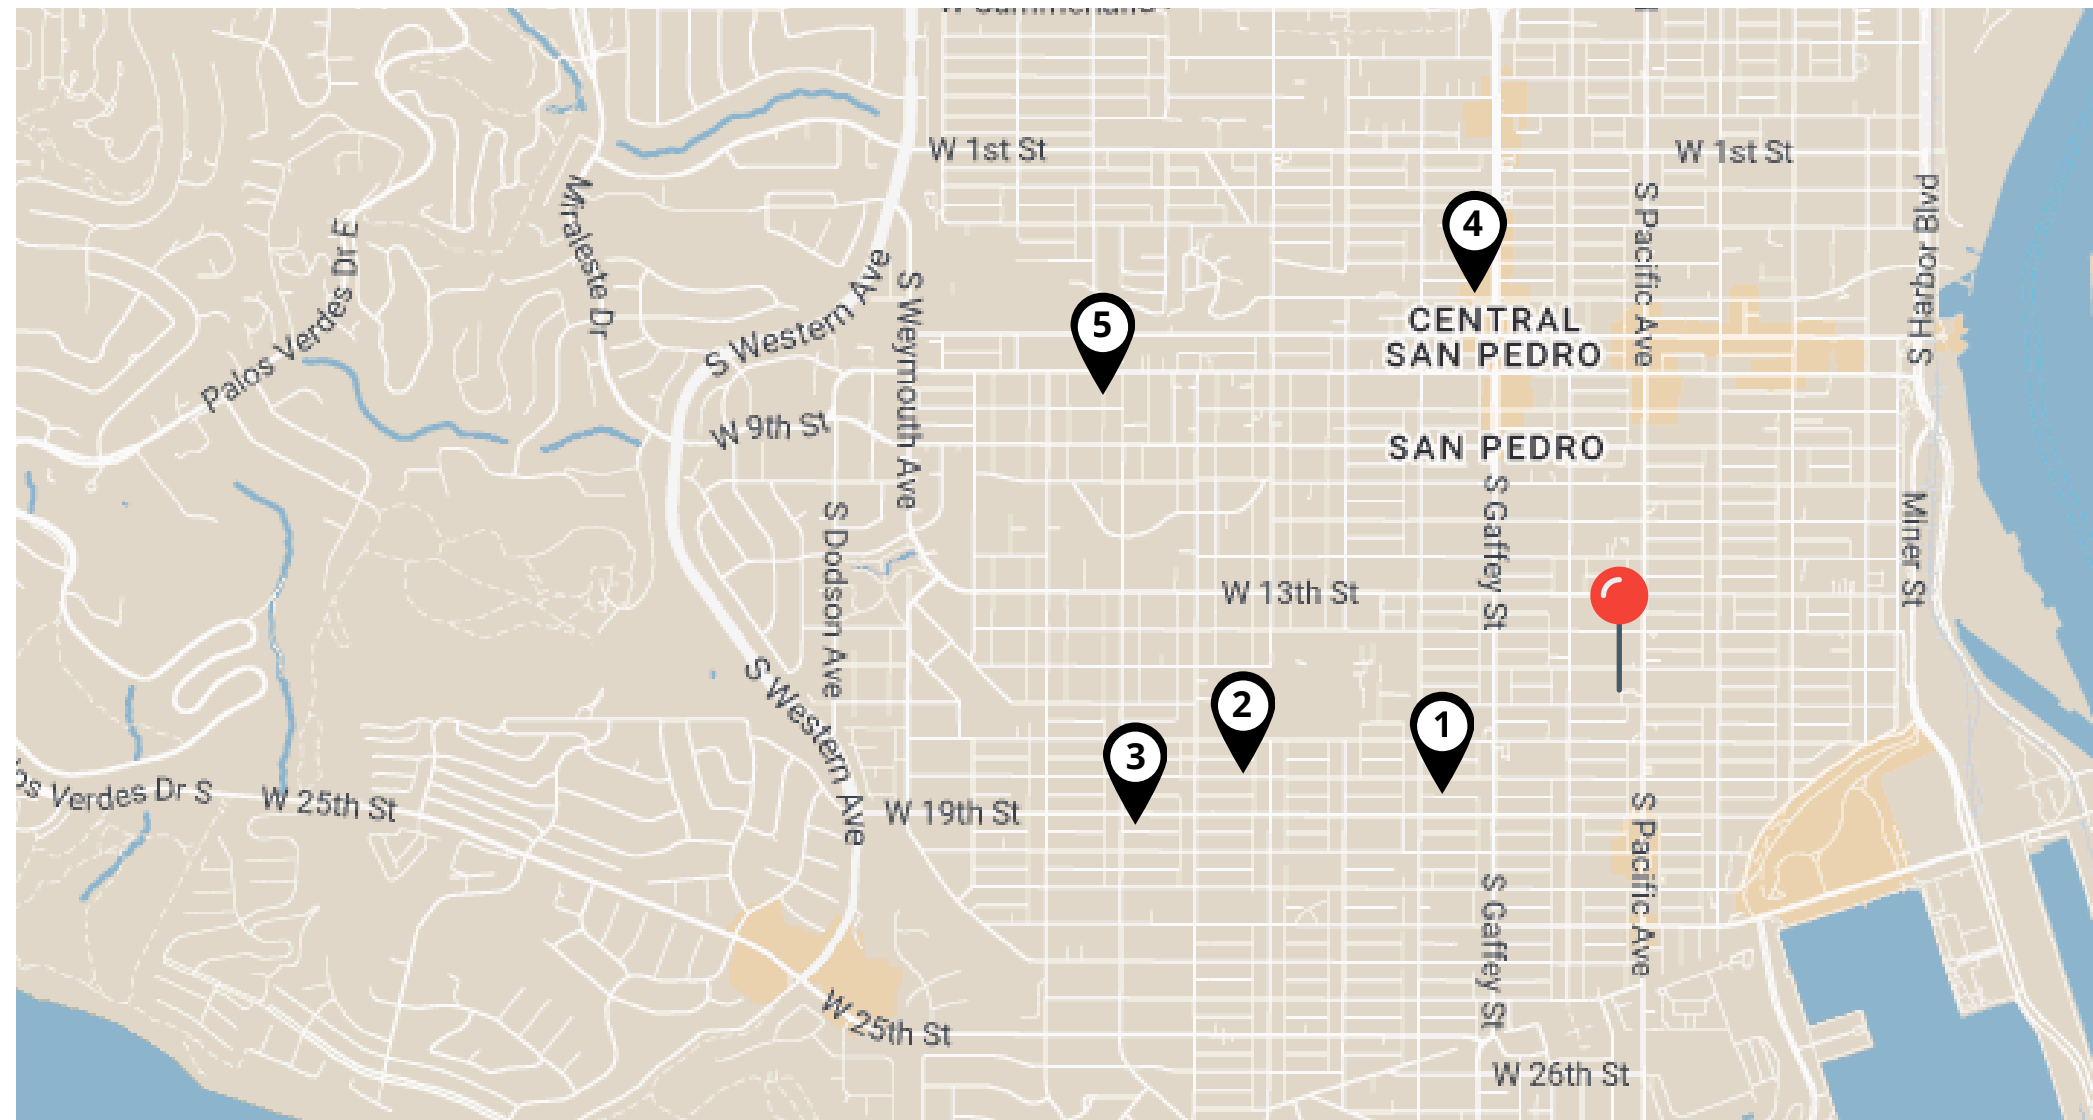 W 1st St
W 1st St
Miraleste Dr
S Pacific Ave
S Harbor Blvd
4
Palos Verdes Dr E
S Western Ave
S Weymouth Ave
5
CENTRAL
SAN PEDRO
W 9th St
SAN PEDRO
S Gaffey St
Miner St
S Dodson Ave
W 13th St
S Western Ave
2
1
3
Verdes Dr S
W 25th St
W 19th St
S Pacific Ave
S Gaffey St
W 25th St
W 26th St